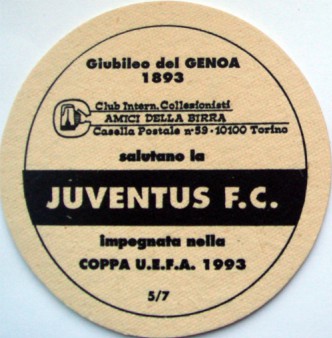 Giubileo del GENOA
1893
Club Intern. Collezionisti
AMICI DELLA BIRRA
Casella Postale n° 59 - 10100 Torino
salutano la
JUVENTUS F.C.
impegnata nella
COPPA U.E.F.A. 1993
5/7